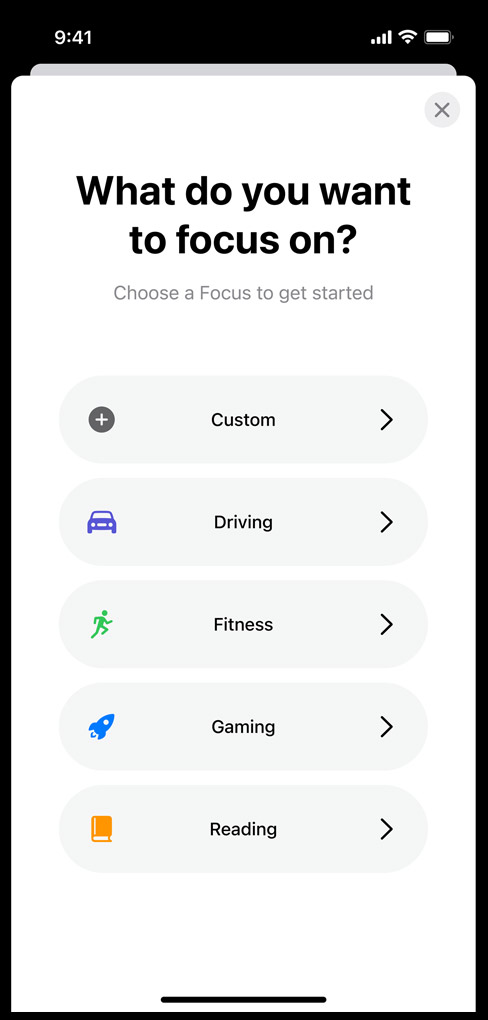 9:41
What do you want
to focus on?
Choose a Focus to get started
Custom
Driving
Fitness
Gaming
Reading